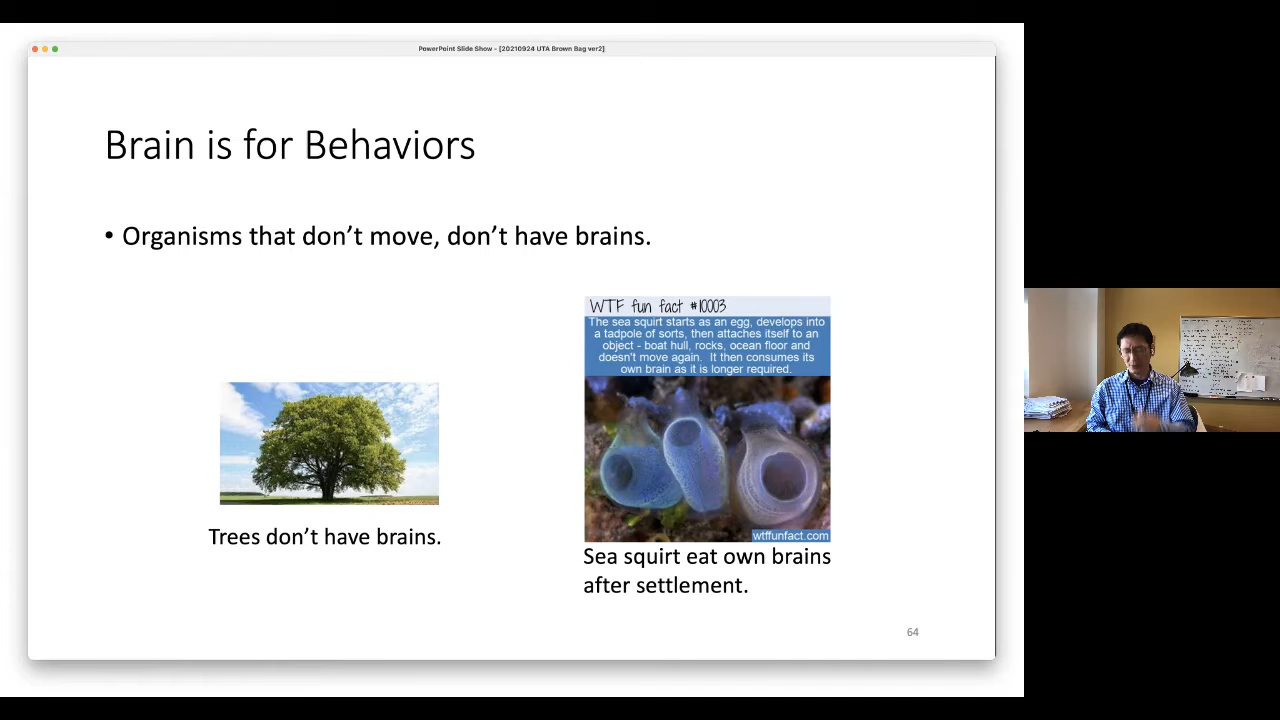 PowerPoint Slide Show - [20210924 UTA Brown Bag ver2]
Brain is for Behaviors
• Organisms that don’t move, don’t have brains.
WTF fun fact #10003
The sea squirt starts as an egg, develops into
a tadpole of sorts, then attaches itself to an
object - boat hull, rocks, ocean floor and
doesn't move again. It then consumes its
own brain as it is longer required.
wtffunfact.com
Trees don’t have brains.
Sea squirt eat own brains
after settlement.
64